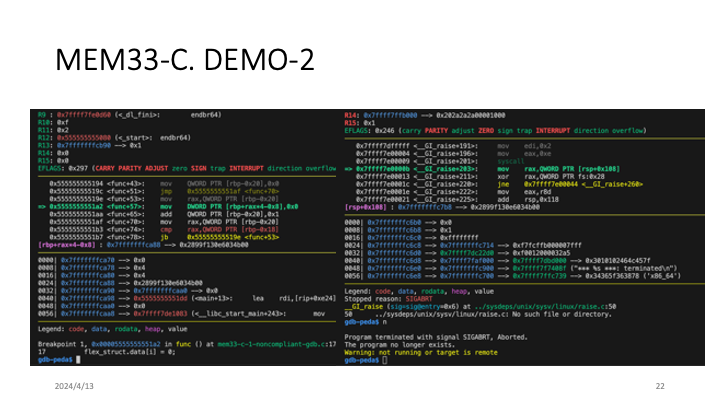 MEM33-C. DEMO-2
R9 : 0x7ffff7fe0d60 (<_dl_fini>: endbr64)
R10: 0xf
R11: 0x2
R12: 0x555555555080 (<_start>: endbr64)
R13: 0x7fffffffcb90 --> 0x1
R14: 0x0
R15: 0x0
EFLAGS: 0x297 (CARRY PARITY ADJUST zero SIGN trap INTERRUPT direction overflow
0x555555555194 <func+43>: mov QWORD PTR [rbp-0x20],0x0
jmp 0x5555555551af <func+70>
0x55555555519e <func+53>: mov rax,QWORD PTR [rbp-0x20]
=> 0x5555555551a2 <func+57>: mov DWORD PTR [rbp+rax*4-0x8],0x0
0x5555555551aa <func+65>: add QWORD PTR [rbp-0x20],0x1
0x5555555551af <func+70>: mov rax,QWORD PTR [rbp-0x20]
0x5555555551b3 <func+74>: cmp rax,QWORD PTR [rbp-0x18]
0x5555555551b7 <func+78>: jb 0x55555555519e <func+53>
[rbp+rax*4-0x8] : 0x7fffffffca88 --> 0x2899f130e6034b00
0000| 0x7fffffffca70 --> 0x0
0008| 0x7fffffffca78 --> 0x4
0016| 0x7fffffffca80 --> 0x4
0024| 0x7fffffffca88 --> 0x2899f130e6034b00
0032| 0x7fffffffca90 --> 0x7fffffffcaa0 --> 0x0
0040| 0x7fffffffca98 --> 0x5555555551dd (<main+13>: lea rdi,[rip+0xe24]
0048| 0x7fffffffcaa0 --> 0x0
0056| 0x7fffffffcaa8 --> 0x7ffff7de1083 (<__libc_start_main+243>: mov
Legend: code, data, rodata, heap, value
Breakpoint 1, 0x00005555555551a2 in func () at mem33-c-1-noncompliant-gdb.c:17
17 flex_struct.data[i] = 0;
gdb-peda$
R14: 0x7ffff7ffb000 --> 0x202a2a2a00001000
R15: 0x1
EFLAGS: 0x246 (carry PARITY adjust ZERO sign trap INTERRUPT direction overflow)
0x7ffff7dfffff <__GI_raise+191>: mov edi,0x2
0x7ffff7e00004 <__GI_raise+196>: mov eax,0xe
0x7ffff7e00009 <__GI_raise+201>: syscall
=> 0x7ffff7e0000b <__GI_raise+203>: mov rax,QWORD PTR [rsp+0x108]
0x7ffff7e00013 <__GI_raise+211>: xor rax,QWORD PTR fs:0x28
0x7ffff7e0001c <__GI_raise+220>: jne 0x7ffff7e00044 <__GI_raise+260>
0x7ffff7e0001e <__GI_raise+222>: mov eax,r8d
0x7ffff7e00021 <__GI_raise+225>: add rsp,0x118
[rsp+0x108] : 0x7fffffffc7b8 --> 0x2899f130e6034b00
0000| 0x7fffffffc6b0 --> 0x0
0008| 0x7fffffffc6b8 --> 0x1
0016| 0x7fffffffc6c0 --> 0xffffffff
0024| 0x7fffffffc6c8 --> 0x7fffffffc714 --> 0xf7fcffb000007fff
0032| 0x7fffffffc6d0 --> 0x7ffff7dc22d8 --> 0xf0012000032a5
0040| 0x7fffffffc6d8 --> 0x7ffff7faf000 --> 0x7ffff7dbd000 --> 0x3010102464c457f
0048| 0x7fffffffc6e0 --> 0x7fffffffc900 --> 0x7ffff7f7408f ("*** %s ***: terminated\n")
0056| 0x7fffffffc6e8 --> 0x7ffff7ffc739 --> 0x34365f363878 ('x86_64')
Legend: code, data, rodata, heap, value
Stopped reason: SIGABRT
__GI_raise (sig=sig@entry=0x6) at ../sysdeps/unix/sysv/linux/raise.c:50
50 ../sysdeps/unix/sysv/linux/raise.c: No such file or directory.
gdb-peda$ n
Program terminated with signal SIGABRT, Aborted.
The program no longer exists.
Warning: not running or target is remote
gdb-peda$
2024/4/13
22